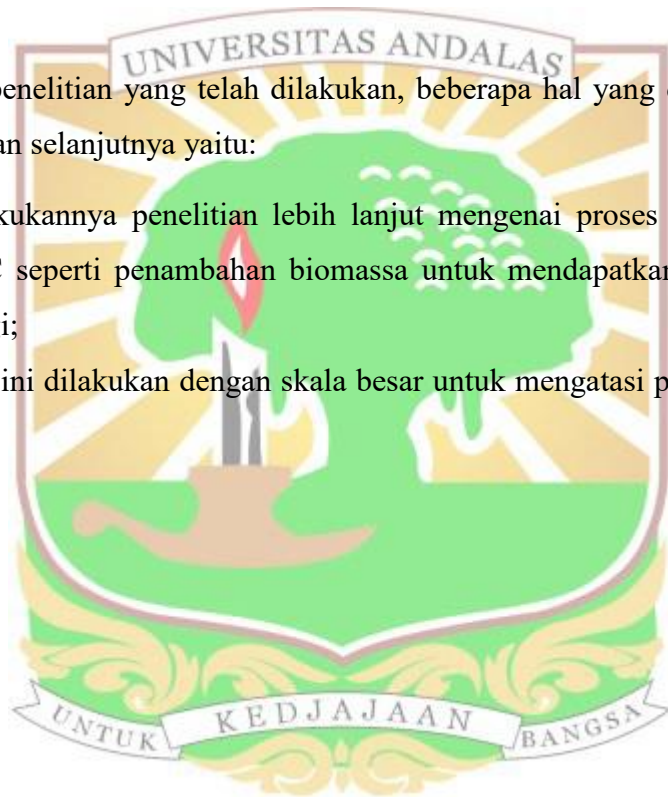 UNIVERSITAS ANDALAS
penelitian yang telah dilakukan, beberapa hal yang
an selanjutnya yaitu:
kukannya penelitian lebih lanjut mengenai proses
seperti penambahan biomassa untuk mendapatkan
i;
ini dilakukan dengan skala besar untuk mengatasi p
UNTUK KEDJAJAAN BANGSA